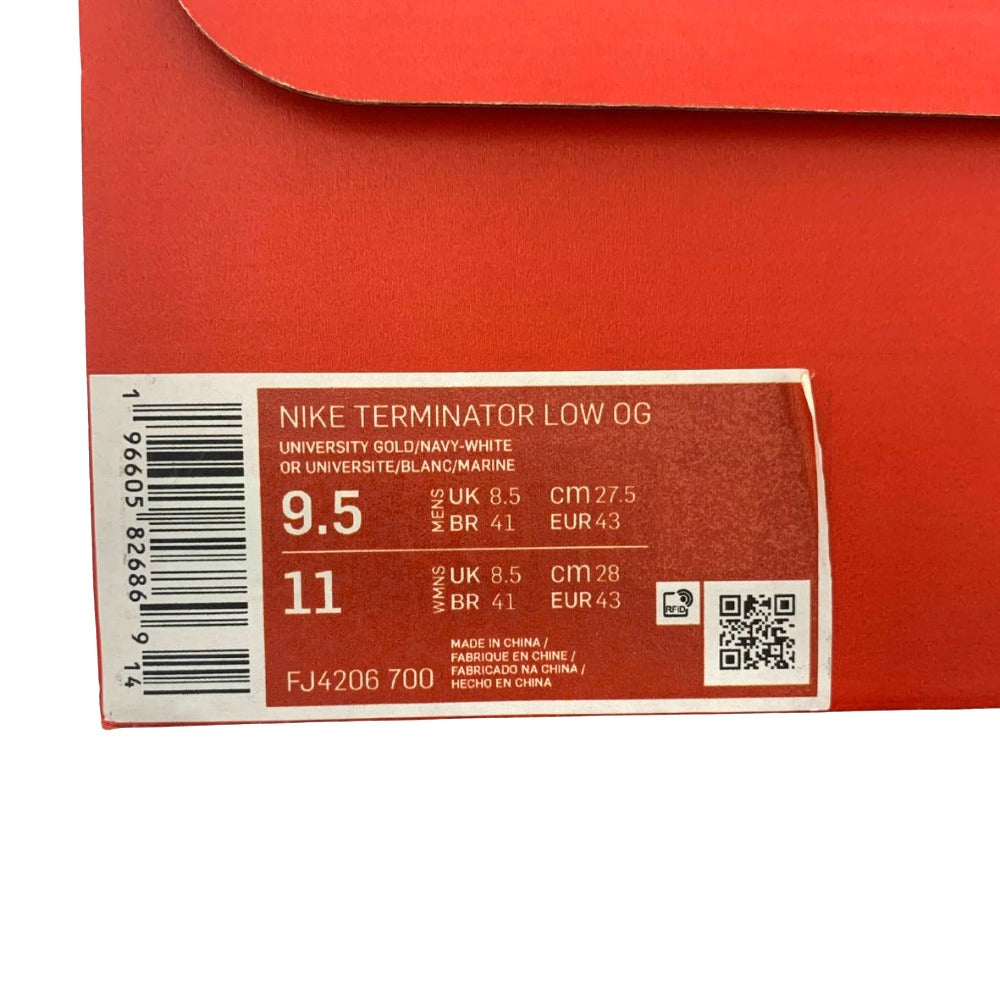 NIKE TERMINATOR LOW OG
UNIVERSITY GOLD/NAVY-WHITE
OR UNIVERSITE/BLANC/MARINE
9.5 MENS UK 8.5 cm 27.5
BR 41 EUR 43
11 WMNS UK 8.5 cm 28
BR 41 EUR 43
RFID
FJ4206 700
MADE IN CHINA /
FABRIQUE EN CHINE /
FABRICADO NA CHINA /
HECHO EN CHINA
1 96605 82686 9 14